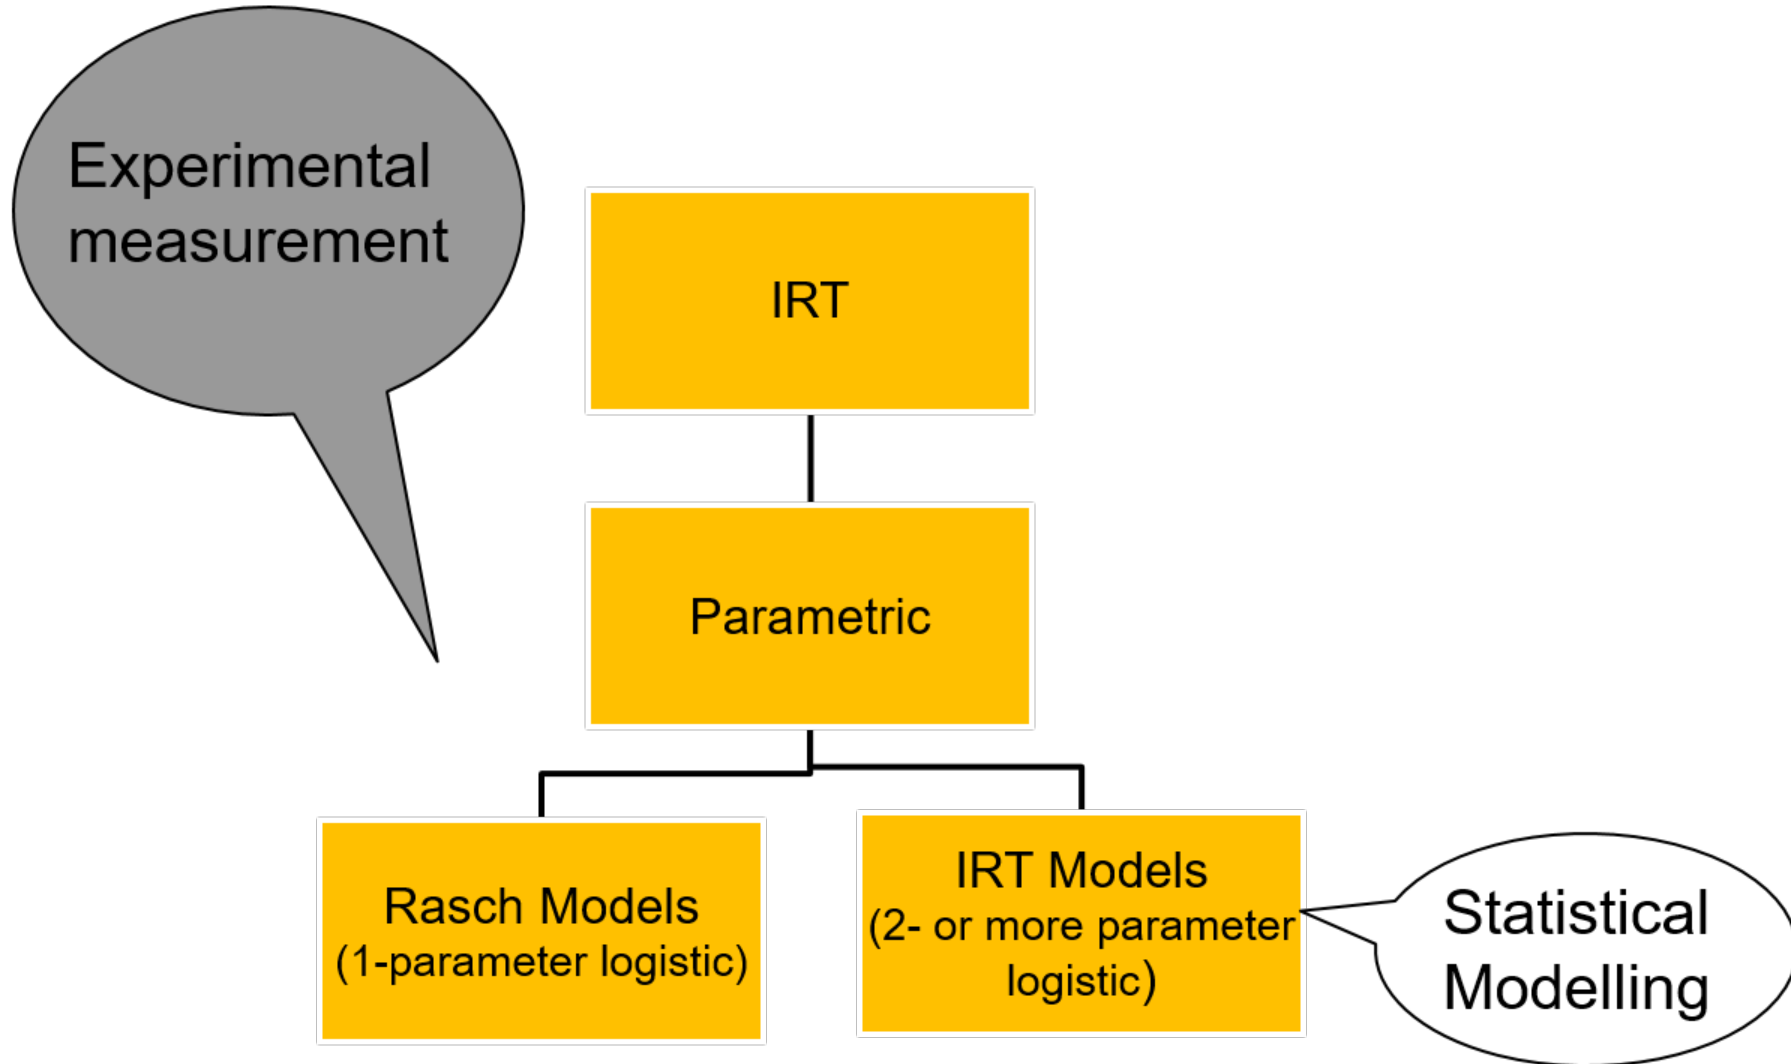 Experimental
measurement
IRT
Parametric
Rasch Models
(1-parameter logistic)
IRT Models
(2- or more parameter
logistic)
Statistical
Modelling